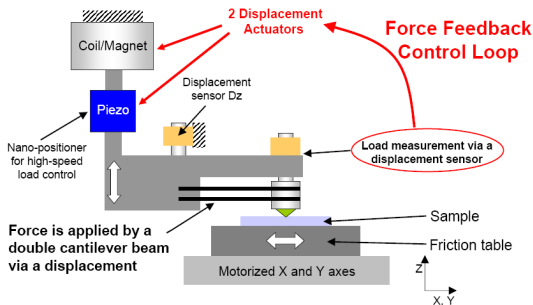 2 Displacement
Actuators
Force Feedback
Control Loop
Coil/Magnet
Displacement
sensor Dz
Piezo
Nano-positioner
for high-speed
load control
Load measurement via a
displacement sensor
Force is applied by a
double cantilever beam
via a displacement
Sample
Friction table
Motorized X and Y axes
Z
X. Y